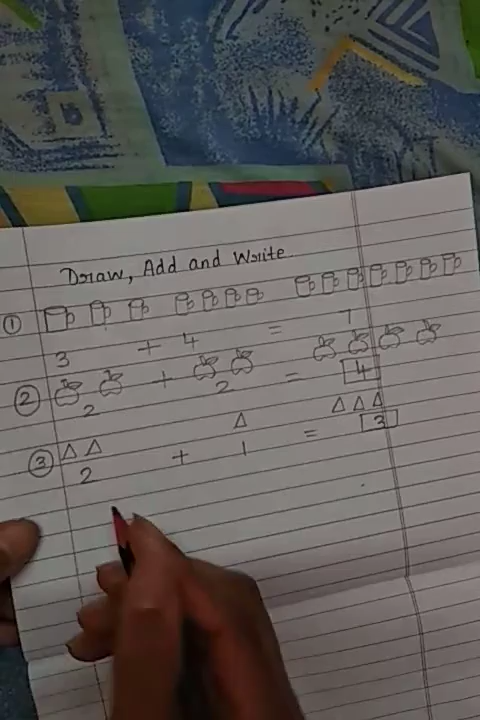 Draw, Add and Write
①
3 + 4 = 7
②
2 + 2 = 4
③
2 + 1 = 3